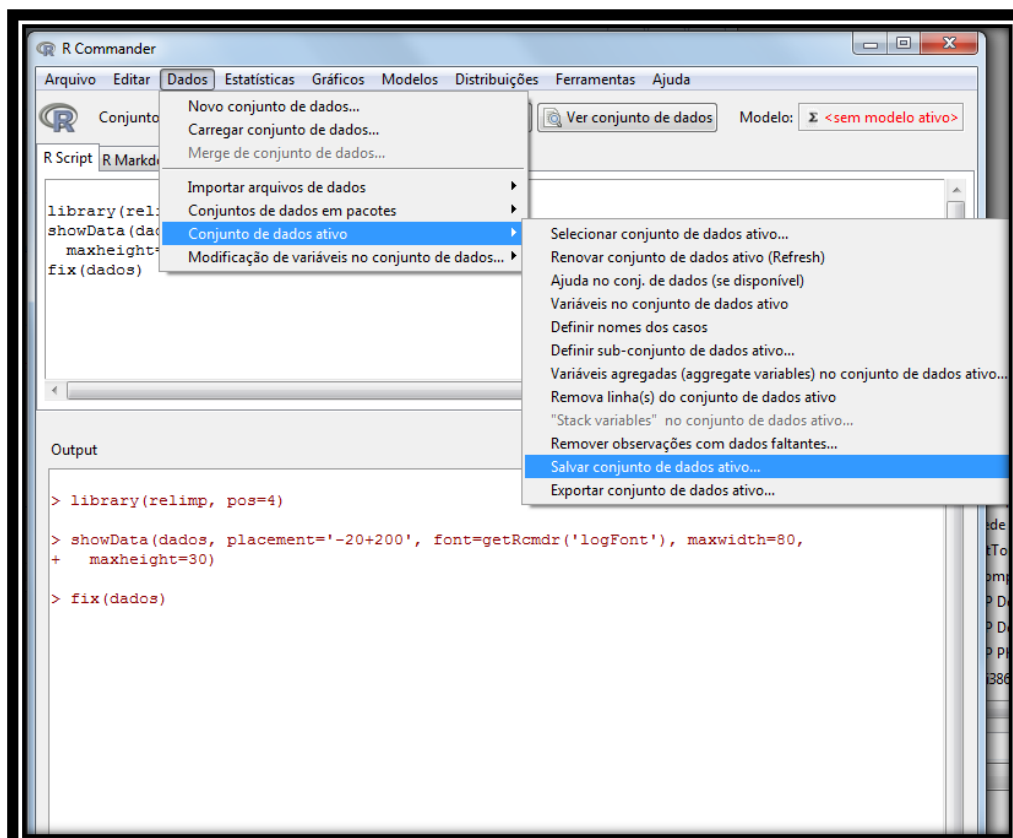 R Commander
Arquivo Editar Dados Estatísticas Gráficos Modelos Distribuições Ferramentas Ajuda
Conjunto Ver conjunto de dados Modelo: Σ <sem modelo ativo>
R Script R Markd
Novo conjunto de dados...
Carregar conjunto de dados...
Merge de conjunto de dados...
Importar arquivos de dados
Conjuntos de dados em pacotes
Conjunto de dados ativo
Modificação de variáveis no conjunto de dados...
library(reli
showData(dad
maxheight=
fix(dados)
Selecionar conjunto de dados ativo...
Renovar conjunto de dados ativo (Refresh)
Ajuda no conj. de dados (se disponível)
Variáveis no conjunto de dados ativo
Definir nomes dos casos
Definir sub-conjunto de dados ativo...
Variáveis agregadas (aggregate variables) no conjunto de dados ativo...
Remova linha(s) do conjunto de dados ativo
"Stack variables" no conjunto de dados ativo...
Remover observações com dados faltantes...
Salvar conjunto de dados ativo...
Exportar conjunto de dados ativo...
Output
> library(relimp, pos=4)
> showData(dados, placement='-20+200', font=getRcmdr('logFont'), maxwidth=80,
+ maxheight=30)
> fix(dados)